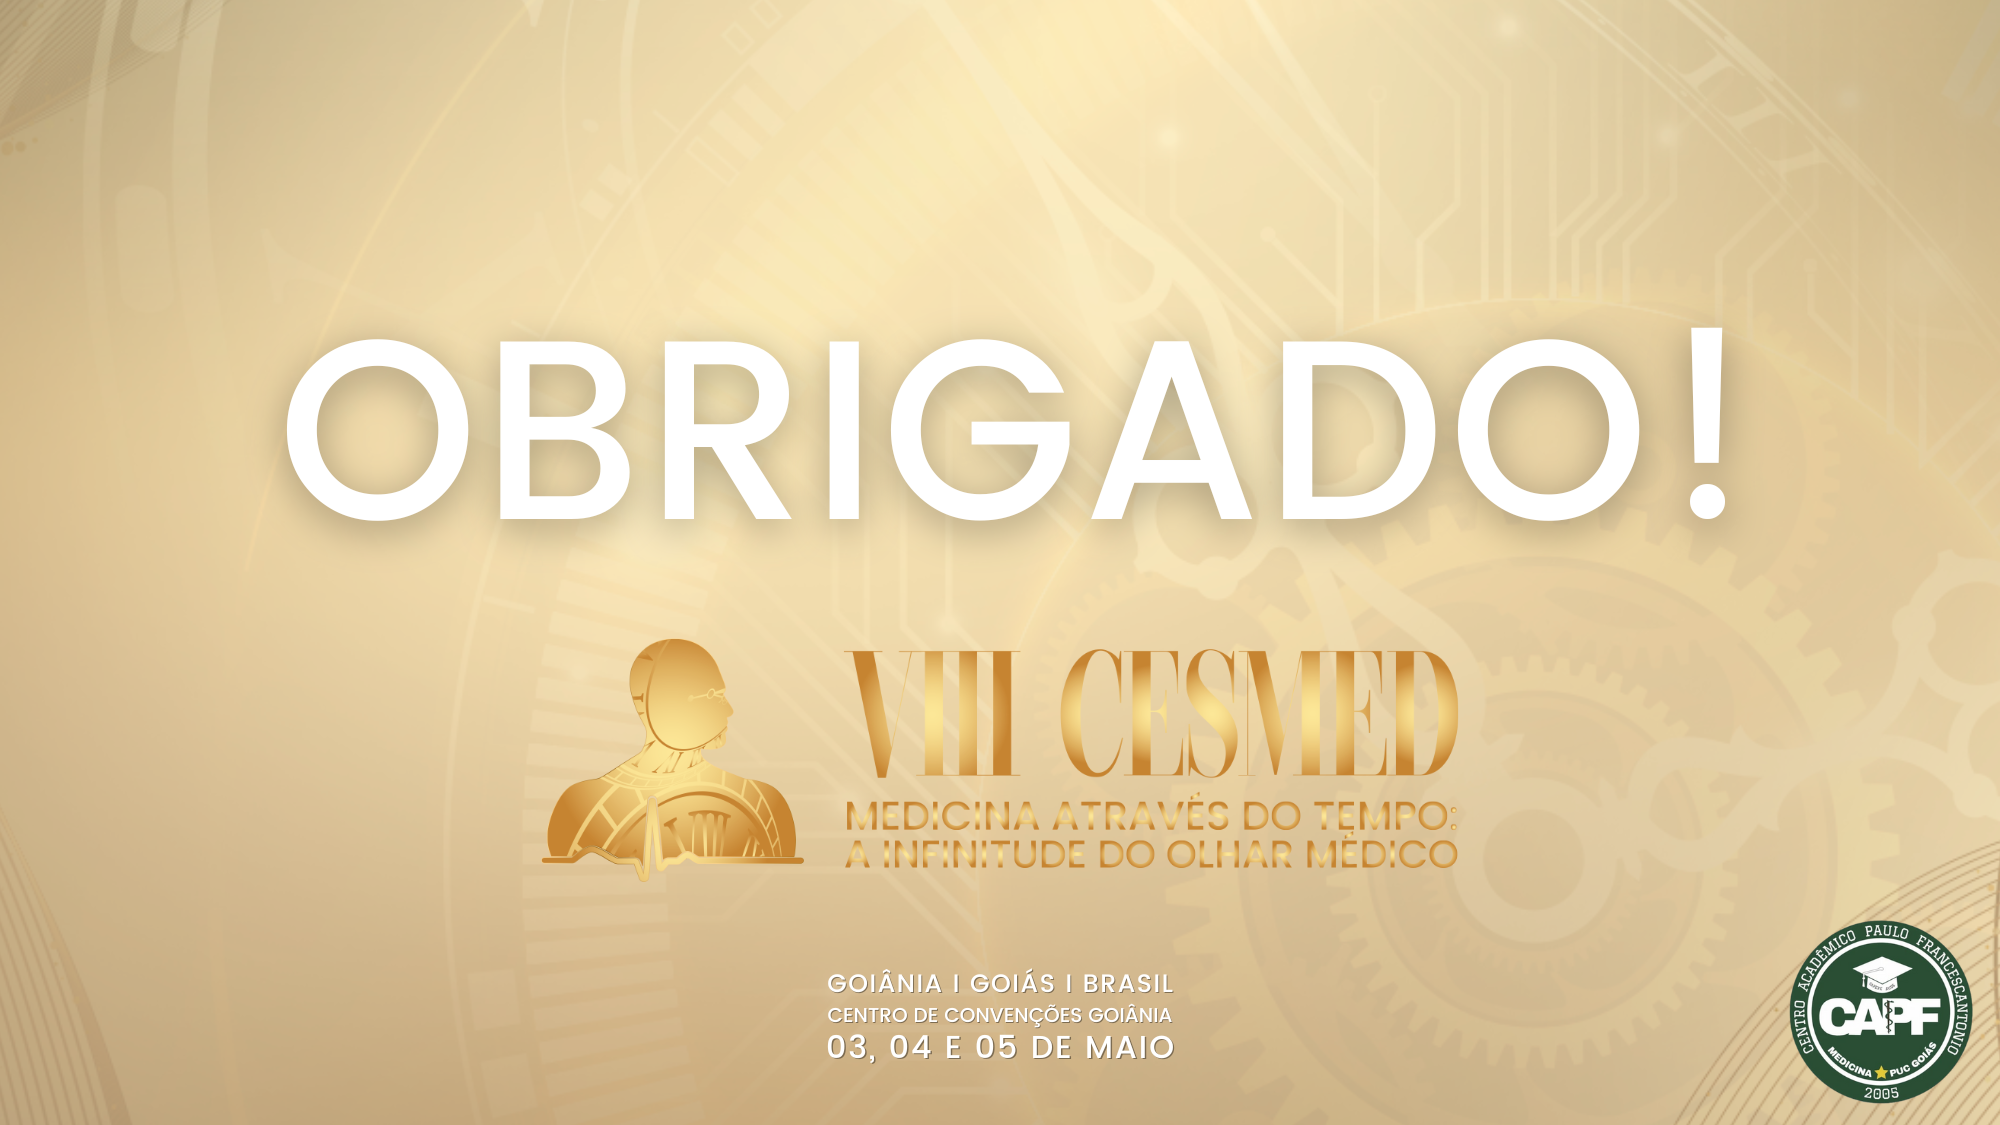 OBRIGADO!
VIII CESMED
MEDICINA ATRAVÉS DO TEMPO:
A INFINITUDE DO OLHAR MÉDICO
GOIÂNIA I GOIÁS I BRASIL
CENTRO DE CONVENÇÕES GOIÂNIA
03, 04 E 05 DE MAIO
CENTRO ACADÊMICO PAULO FRANCESCANTONIO
CAPF
MEDICINA PUC GOIÁS
2005